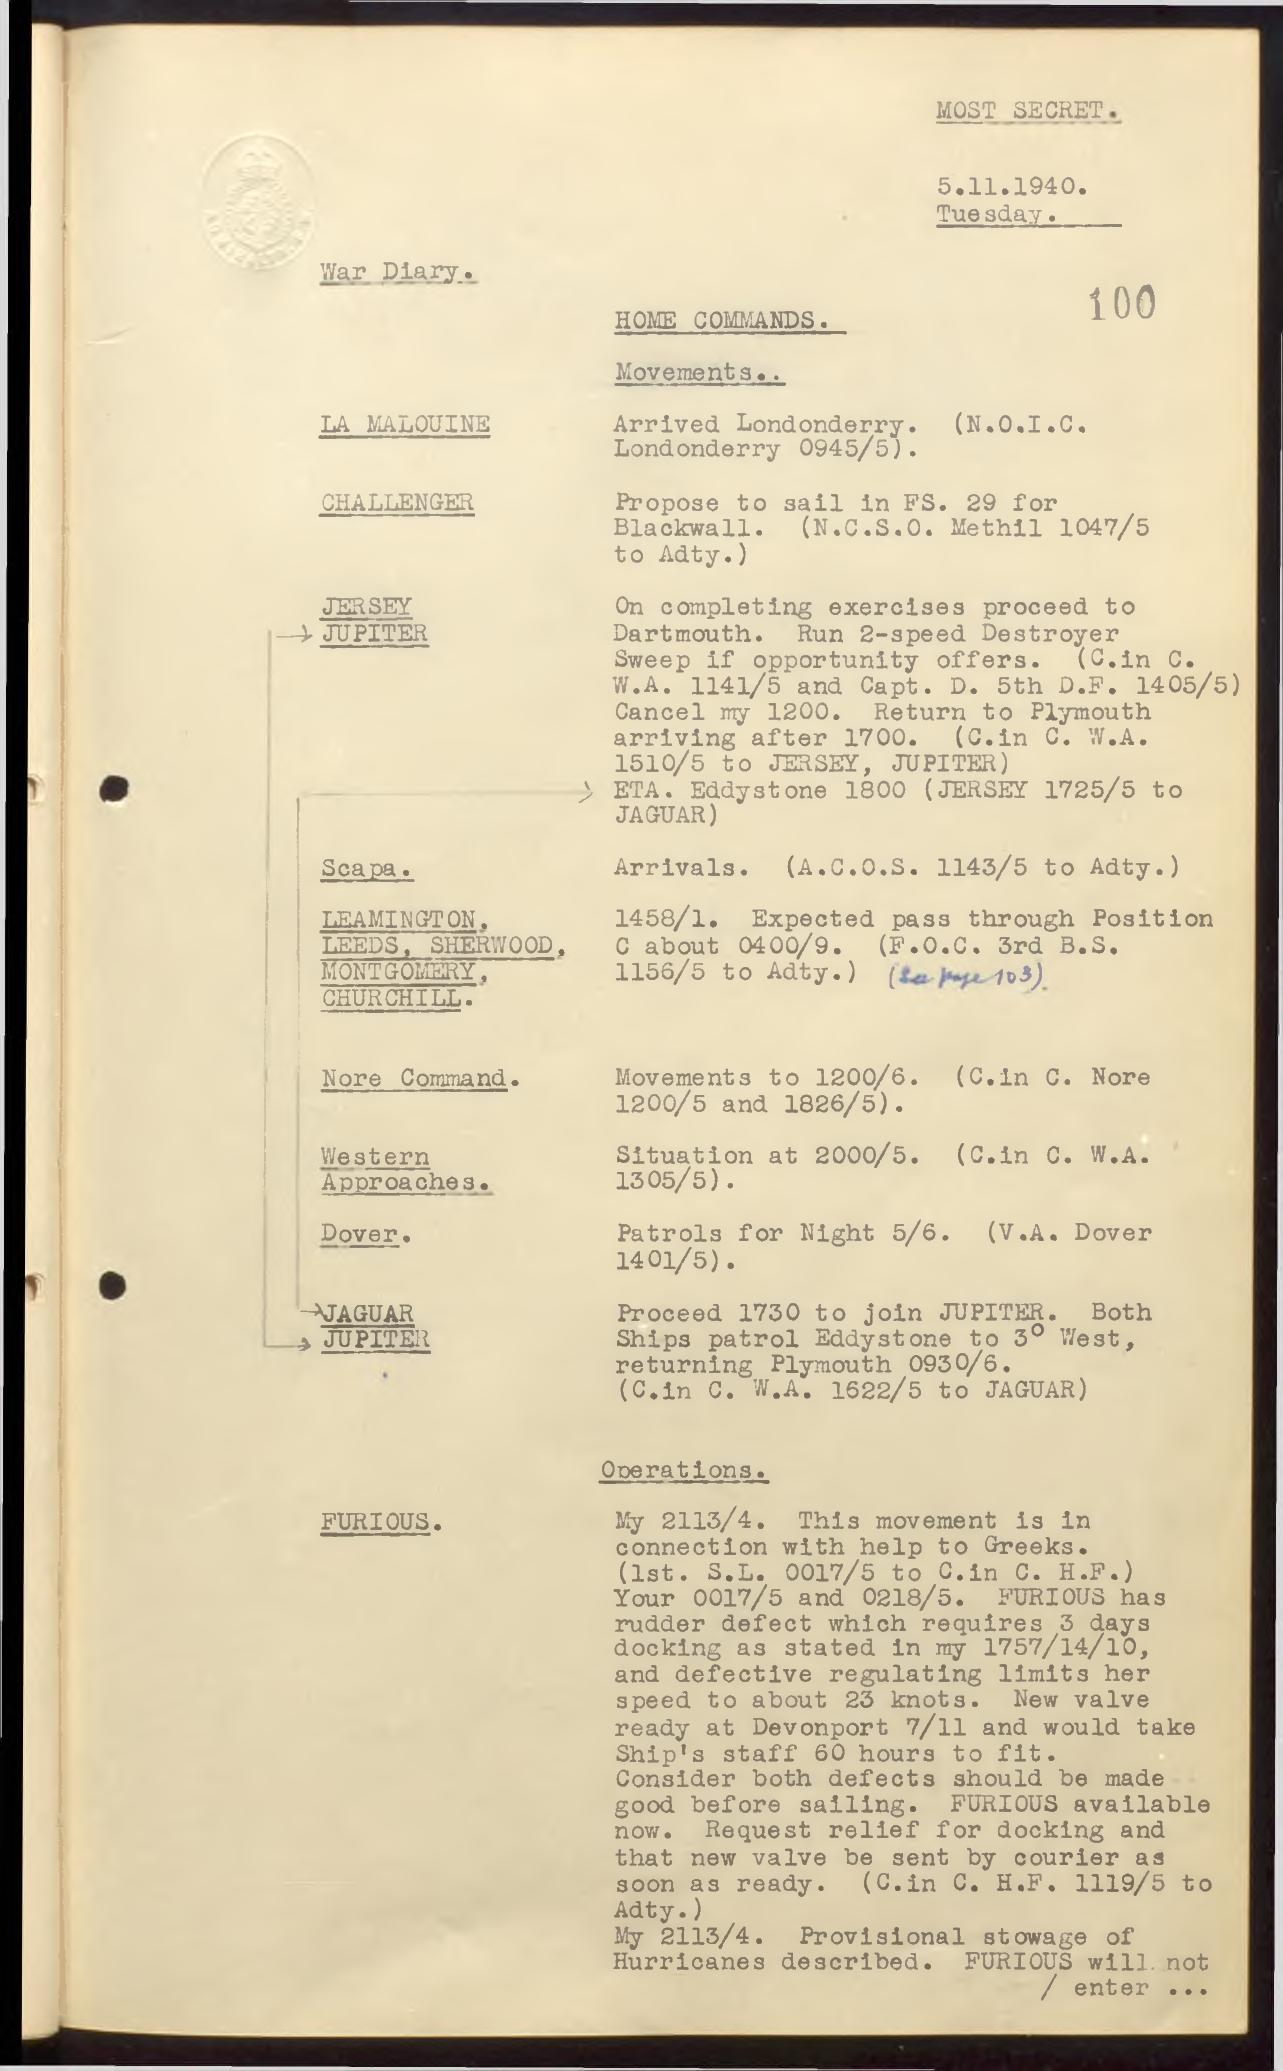 MOST SECRET.
5.11.1940.
Tuesday.
War Diary.
100
HOME COMMANDS.
Movements..
LA MALOUINE
Arrived Londonderry. (N.O.I.C.
Londonderry 0945/5).
CHALLENGER
Propose to sail in FS. 29 for
Blackwall. (N.C.S.O. Methil 1047/5
to Adty.)
JERSEY
JUPITER
On completing exercises proceed to
Dartmouth. Run 2-speed Destroyer
Sweep if opportunity offers. (C.in C.
W.A. 1141/5 and Capt. D. 5th D.F. 1405/5)
Cancel my 1200. Return to Plymouth
arriving after 1700. (C.in C. W.A.
1510/5 to JERSEY, JUPITER)
ETA. Eddystone 1800 (JERSEY 1725/5 to
JAGUAR)
Scapa.
Arrivals. (A.C.O.S. 1143/5 to Adty.)
LEAMINGTON,
LEEDS, SHERWOOD,
MONTGOMERY,
CHURCHILL.
1458/1. Expected pass through Position
C about 0400/9. (F.O.C. 3rd B.S.
1156/5 to Adty.) (See page 103).
Nore Command.
Movements to 1200/6. (C.in C. Nore
1200/5 and 1826/5).
Western
Approaches.
Situation at 2000/5. (C.in C. W.A.
1305/5).
Dover.
Patrols for Night 5/6. (V.A. Dover
1401/5).
JAGUAR
JUPITER
Proceed 1730 to join JUPITER. Both
Ships patrol Eddystone to 3° West,
returning Plymouth 0930/6.
(C.in C. W.A. 1622/5 to JAGUAR)
Operations.
FURIOUS.
My 2113/4. This movement is in
connection with help to Greeks.
(1st. S.L. 0017/5 to C.in C. H.F.)
Your 0017/5 and 0218/5. FURIOUS has
rudder defect which requires 3 days
docking as stated in my 1757/14/10,
and defective regulating limits her
speed to about 23 knots. New valve
ready at Devonport 7/11 and would take
Ship's staff 60 hours to fit.
Consider both defects should be made
good before sailing. FURIOUS available
now. Request relief for docking and
that new valve be sent by courier as
soon as ready. (C.in C. H.F. 1119/5 to
Adty.)
My 2113/4. Provisional stowage of
Hurricanes described. FURIOUS will not
/ enter ...